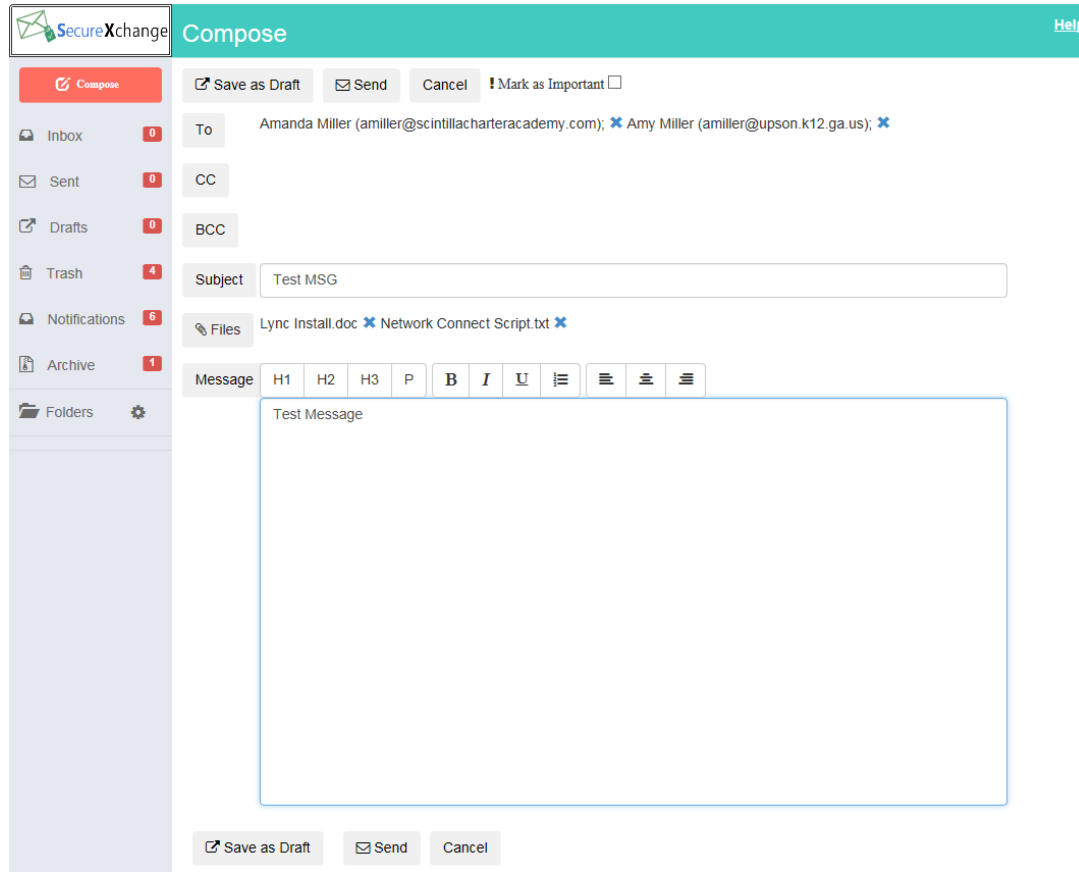 SecureXchange
Compose
Help
Compose
Save as Draft Send Cancel ! Mark as Important
Inbox 0
To Amanda Miller (amiller@scintillacharteracademy.com); Amy Miller (amiller@upson.k12.ga.us);
Sent 0
CC
Drafts 0
BCC
Trash 4
Subject Test MSG
Notifications 6
Files Lync Install.doc Network Connect Script.txt
Archive 1
Message H1 H2 H3 P B I U
Folders
Test Message
Save as Draft Send Cancel